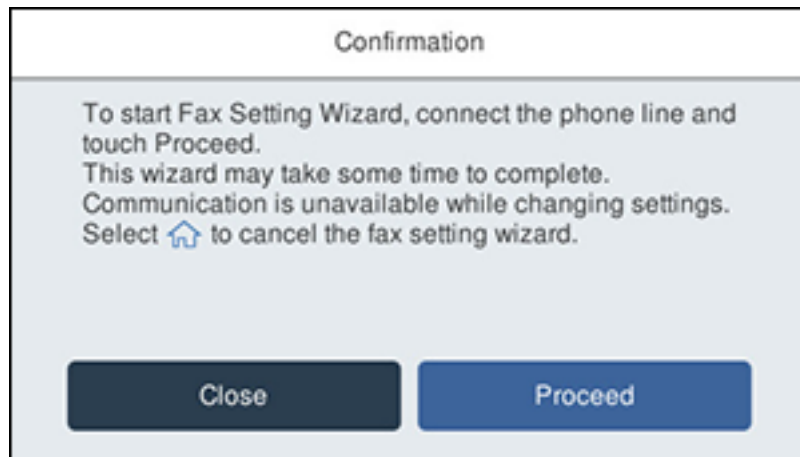 Confirmation
To start Fax Setting Wizard, connect the phone line and
touch Proceed.
This wizard may take some time to complete.
Communication is unavailable while changing settings.
Select to cancel the fax setting wizard.
Close
Proceed